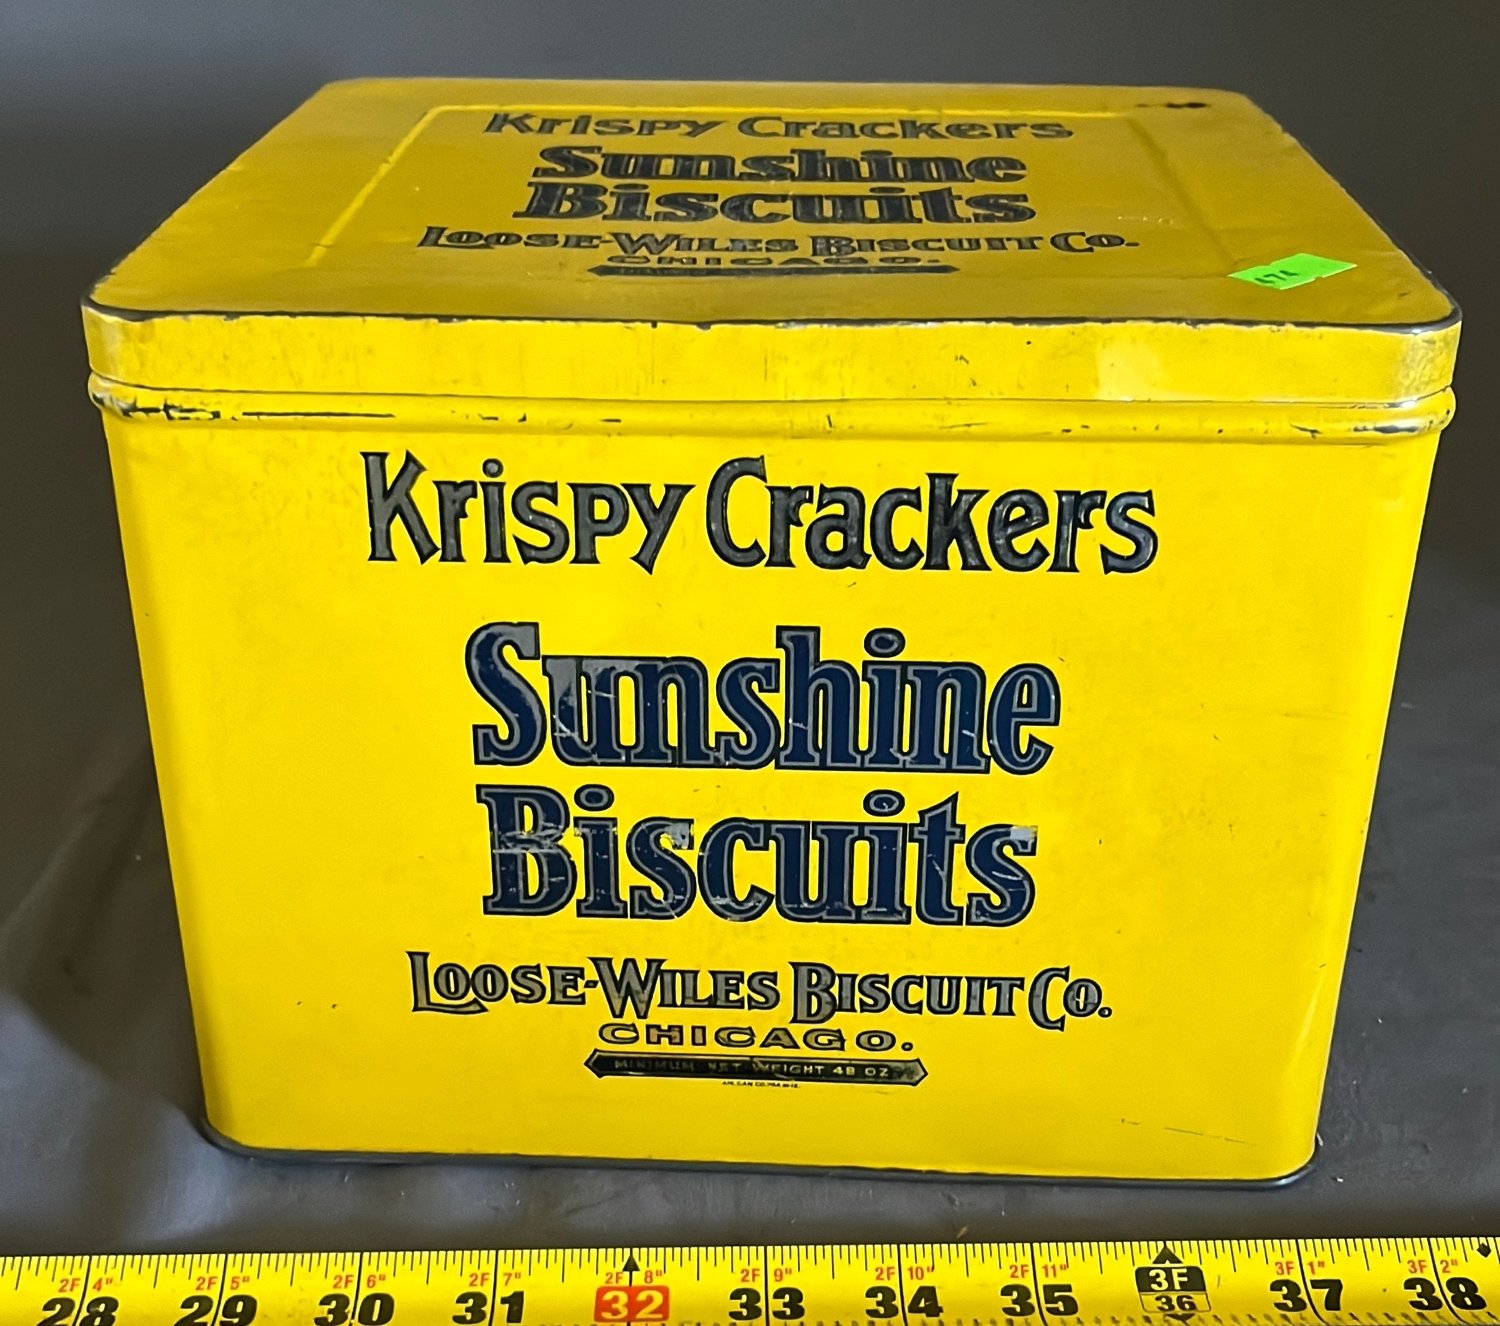 Krispy Crackers
Sunshine
Biscuits
Loose-Wiles Biscuit Co.
Chicago.
474
Krispy Crackers
Sunshine
Biscuits
Loose-Wiles Biscuit Co.
Chicago.
Minimum Net Weight 48 Oz
2F 4" 2F 5" 2F 6" 2F 7" 2F 8" 2F 9" 2F 10" 2F 11" 3F 3F 1" 3F 2"
28 29 30 31 32 33 34 35 36 37 38